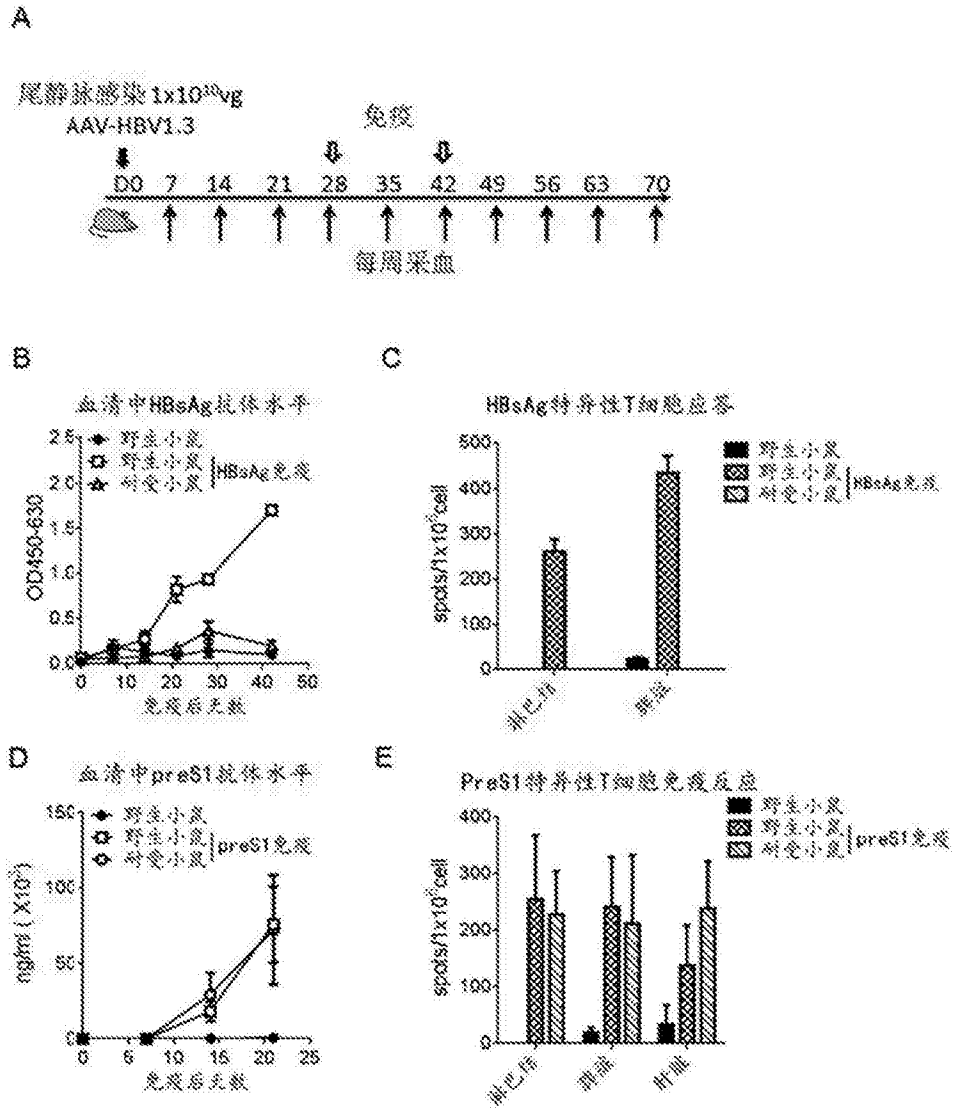 A
尾静脉感染 1x10¹⁰vg
AAV-HBV1.3
免疫
D0 7 14 21 28 35 42 49 56 63 70
每周采血
B
血清中HBsAg抗体水平
野生小鼠
野生小鼠
耐受小鼠
HBsAg免疫
OD450-630
2.5
2.0
1.5
1.0
0.5
0.0
0 10 20 30 40 50
免疫后天数
C
HBsAg特异性T细胞应答
野生小鼠
野生小鼠
耐受小鼠
HBsAg免疫
spots/1x10⁶cell
500
400
300
200
100
0
淋巴结 脾脏
D
血清中preS1抗体水平
野生小鼠
野生小鼠
耐受小鼠
preS1免疫
ng/ml (X10³)
150
100
50
0
0 5 10 15 20 25
免疫后天数
E
PreS1特异性T细胞免疫反应
野生小鼠
野生小鼠
耐受小鼠
preS1免疫
spots/1x10⁶cell
400
300
200
100
0
淋巴结 脾脏 肝脏